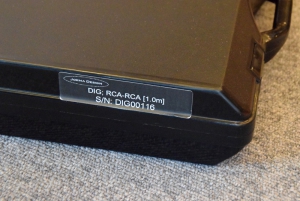 DIG; RCA-RCA [1.0m]
S/N: DIG00116